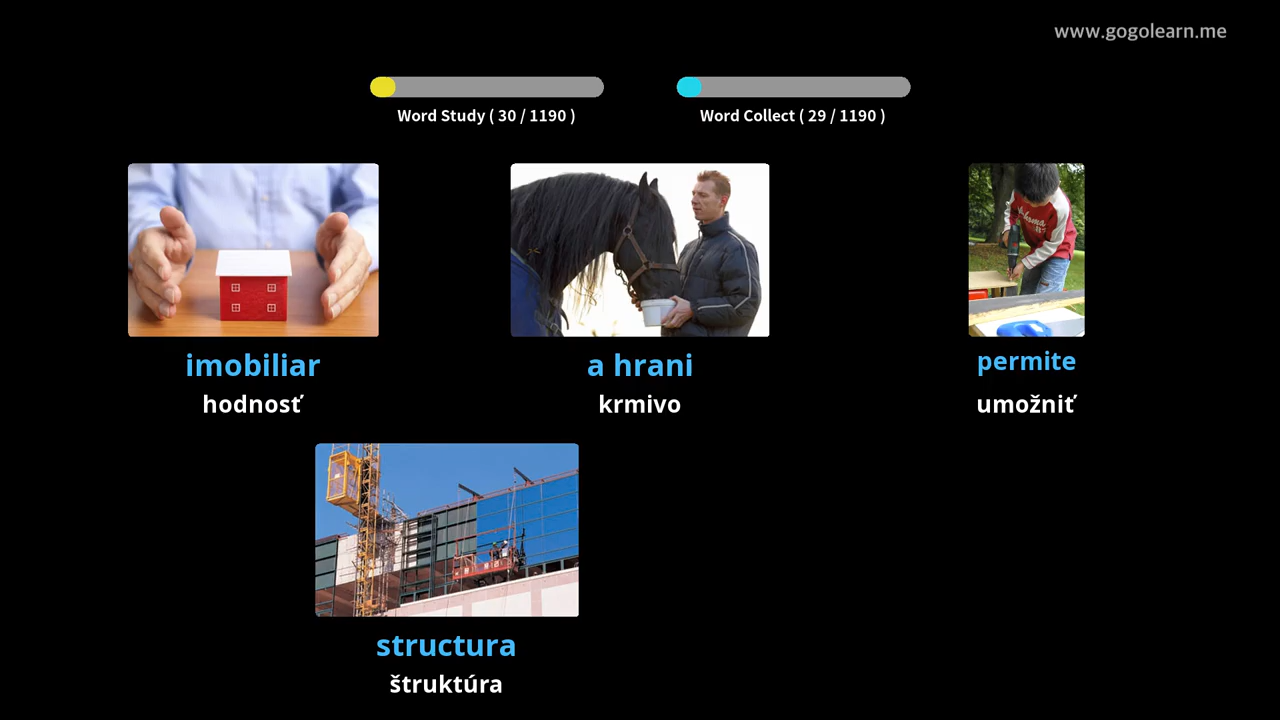 www.gogolearn.me
Word Study ( 30 / 1190 )
Word Collect ( 29 / 1190 )
imobiliar
hodnosť
a hrani
krmivo
permite
umožniť
structura
štruktúra